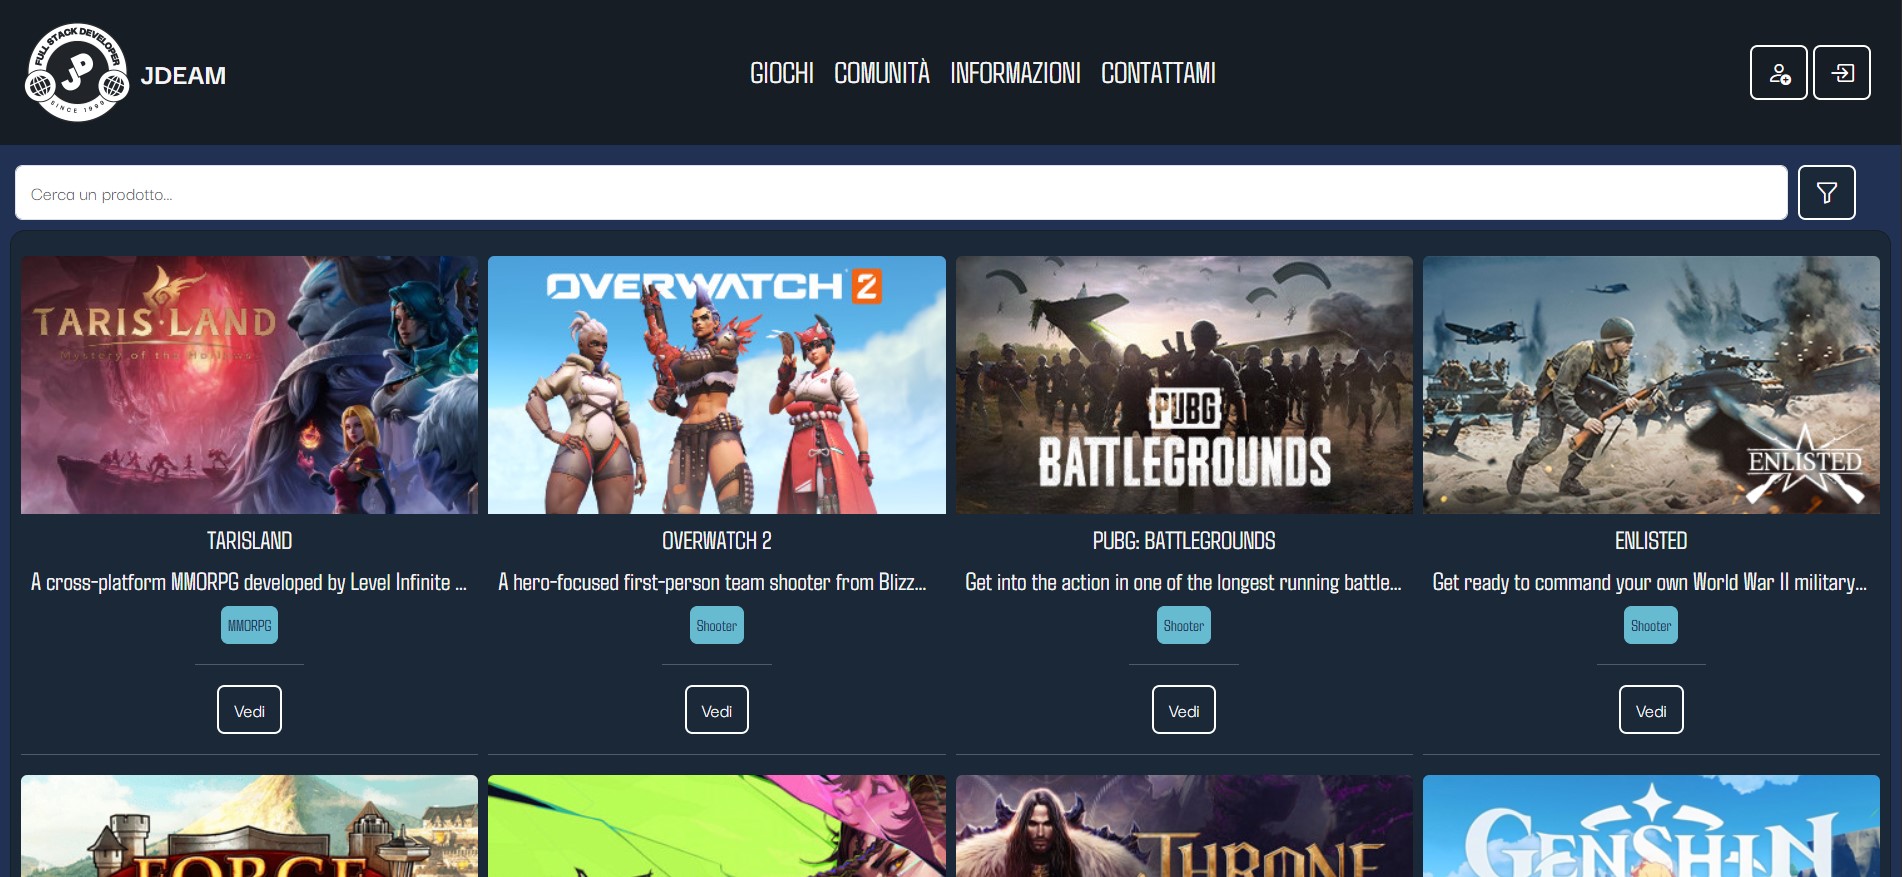 FULL STACK DEVELOPER
JP
SINCE 1990
JDEAM
GIOCHI COMUNITÀ INFORMAZIONI CONTATTAMI
Cerca un prodotto...
TARIS·LAND
Mystery of the
OVERWATCH 2
PUBG
BATTLEGROUNDS
ENLISTED
TARISLAND
OVERWATCH 2
PUBG: BATTLEGROUNDS
ENLISTED
A cross-platform MMORPG developed by Level Infinite ...
A hero-focused first-person team shooter from Blizz...
Get into the action in one of the longest running battle...
Get ready to command your own World War II military...
MMORPG
Shooter
Shooter
Shooter
Vedi
Vedi
Vedi
Vedi
FORGE
THRONE
GENSHIN